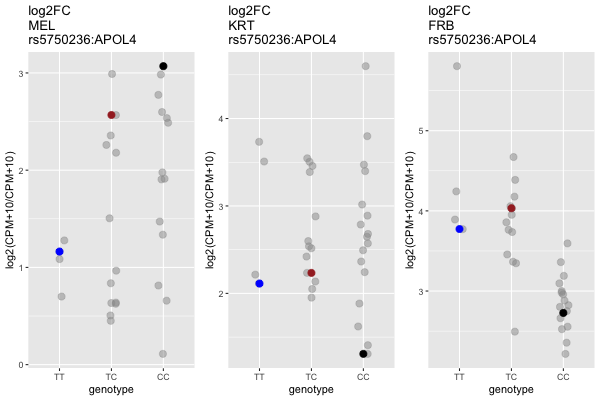 log2FC
MEL
rs5750236:APOL4
log2(CPM+10/CPM+10)
3
2
1
0
TT TC CC
genotype
log2FC
KRT
rs5750236:APOL4
log2(CPM+10/CPM+10)
4
3
2
TT TC CC
genotype
log2FC
FRB
rs5750236:APOL4
log2(CPM+10/CPM+10)
5
4
3
TT TC CC
genotype